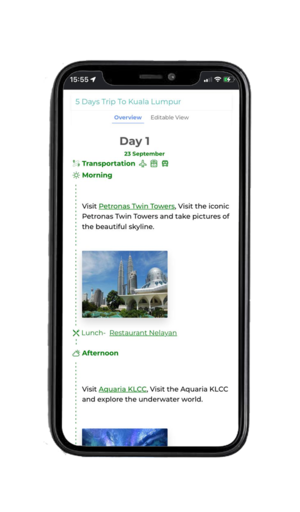 15:55
5 Days Trip To Kuala Lumpur
Overview Editable View
Day 1
23 September
Transportation
Morning
Visit Petronas Twin Towers, Visit the iconic
Petronas Twin Towers and take pictures of
the beautiful skyline.
Lunch- Restaurant Nelayan
Afternoon
Visit Aquaria KLCC, Visit the Aquaria KLCC
and explore the underwater world.